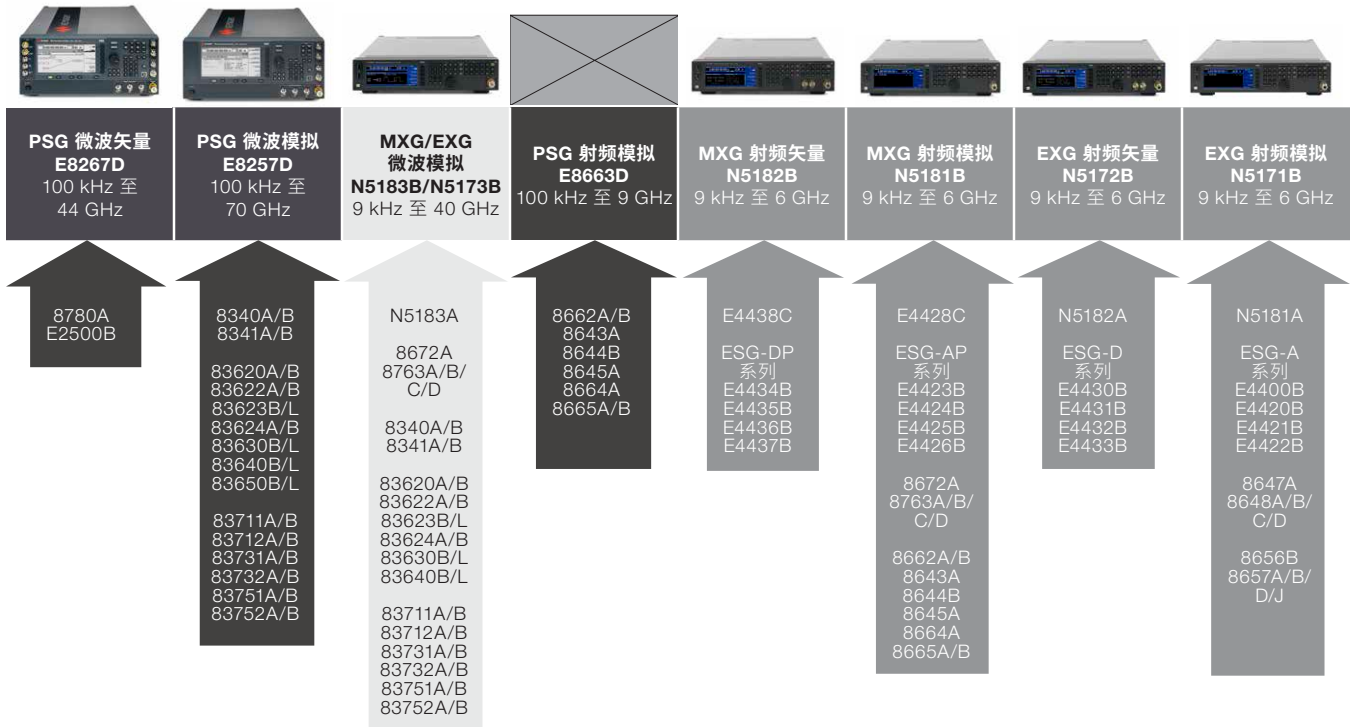 PSG 微波矢量
E8267D
100 kHz 至
44 GHz
PSG 微波模拟
E8257D
100 kHz 至
70 GHz
MXG/EXG
微波模拟
N5183B/N5173B
9 kHz 至 40 GHz
PSG 射频模拟
E8663D
100 kHz 至 9 GHz
MXG 射频矢量
N5182B
9 kHz 至 6 GHz
MXG 射频模拟
N5181B
9 kHz 至 6 GHz
EXG 射频矢量
N5172B
9 kHz 至 6 GHz
EXG 射频模拟
N5171B
9 kHz 至 6 GHz
8780A
E2500B
8340A/B
8341A/B
83620A/B
83622A/B
83623B/L
83624A/B
83630B/L
83640B/L
83650B/L
83711A/B
83712A/B
83731A/B
83732A/B
83751A/B
83752A/B
N5183A
8672A
8763A/B/
C/D
8340A/B
8341A/B
83620A/B
83622A/B
83623B/L
83624A/B
83630B/L
83640B/L
83711A/B
83712A/B
83731A/B
83732A/B
83751A/B
83752A/B
8662A/B
8643A
8644B
8645A
8664A
8665A/B
E4438C
ESG-DP
系列
E4434B
E4435B
E4436B
E4437B
E4428C
ESG-AP
系列
E4423B
E4424B
E4425B
E4426B
8672A
8763A/B/
C/D
8662A/B
8643A
8644B
8645A
8664A
8665A/B
N5182A
ESG-D
系列
E4430B
E4431B
E4432B
E4433B
N5181A
ESG-A
系列
E4400B
E4420B
E4421B
E4422B
8647A
8648A/B/
C/D
8656B
8657A/B/
D/J